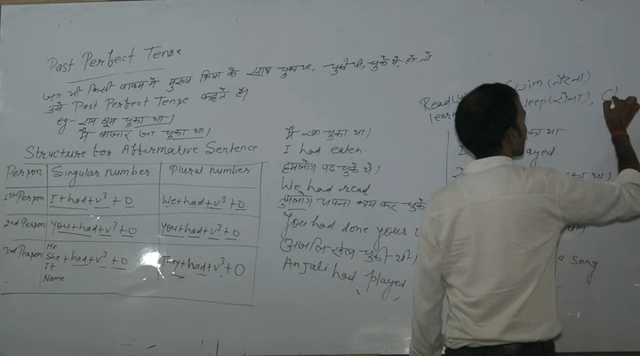 Past Perfect Tense
जब भी किसी वाक्य में मुख्य क्रिया के साथ चुका था, चुकी थी, चुके थे हो तो
उसे Past Perfect Tense कहते हैं।
eg- राम घूम चुका था।
मैं बाजार जा चुका था।
Structure for Affirmative Sentence
Person Singular number Plural number
1st Person I+had+v³+O We+had+v³+O
2nd Person You+had+v³+O You+had+v³+O
3rd Person He
She
It
Name
+had+v³+O They+had+v³+O
मैं खा चुका था।
I had eaten.
हमलोग पढ़ चुके थे।
We had read
तुमलोग अपना काम कर चुके
You had done your
अंजलि खेल चुकी थी।
Anjali had played
Read
learn
(तैरना)
(रोना),
played
a song